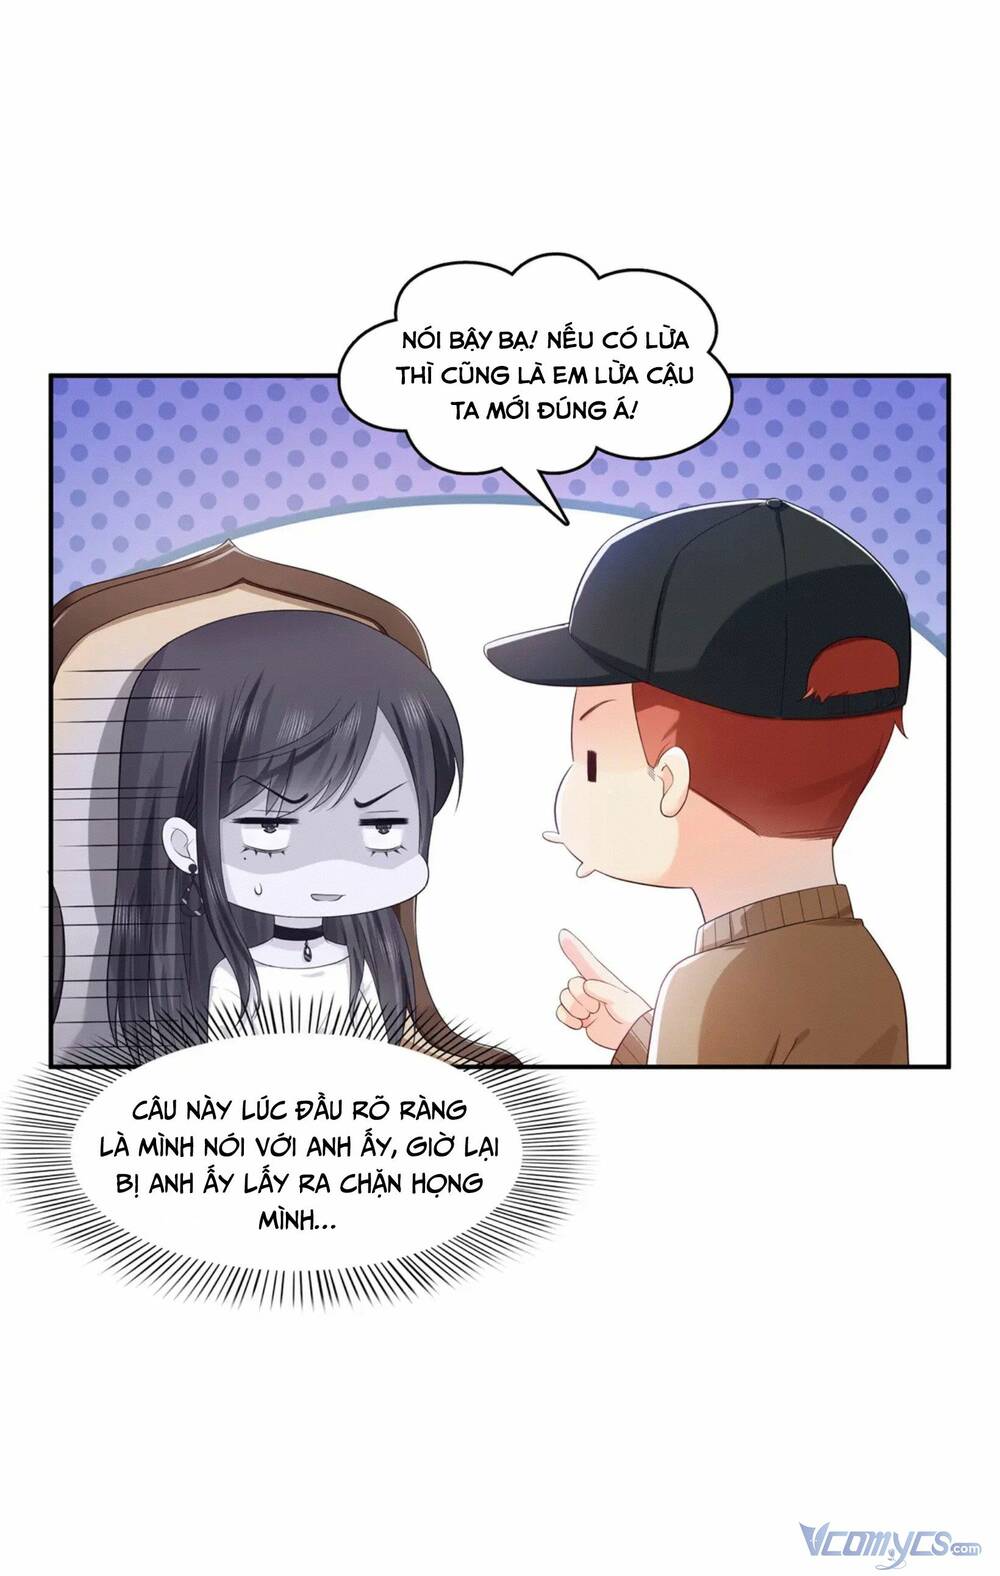 NÓI BẬY BẠ! NẾU CÓ LỪA
THÌ CŨNG LÀ EM LỪA CẬU
TA MỚI ĐÚNG Á!
CÂU NÀY LÚC ĐẦU RÕ RÀNG
LÀ MÌNH NÓI VỚI ANH ẤY, GIỜ LẠI
BỊ ANH ẤY LẤY RA CHẶN HỌNG
MÌNH...
VCOMYCS.com